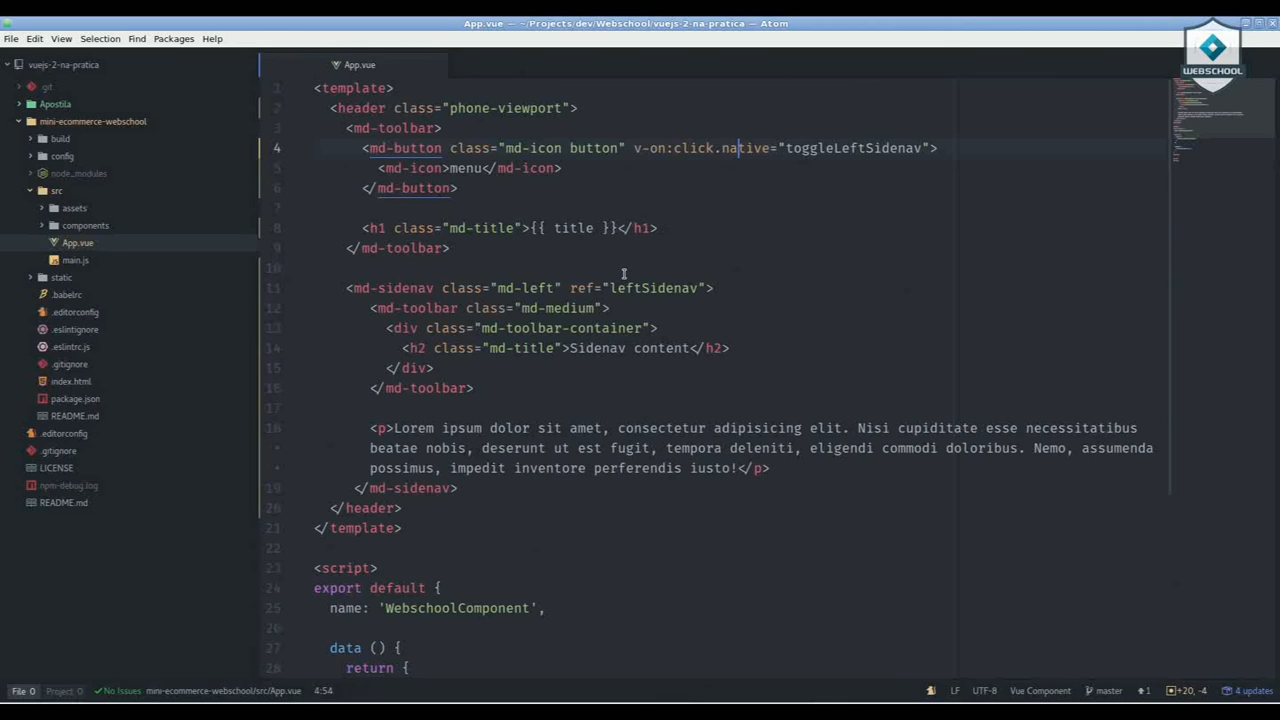 App.vue — ~/Projects/dev/Webschool/vuejs-2-na-pratica — Atom
File Edit View Selection Find Packages Help
WEBSCHOOL
vuejs-2-na-pratica
.git
Apostila
mini-ecommerce-webschool
build
config
node_modules
src
assets
components
App.vue
main.js
static
.babelrc
.editorconfig
.eslintignore
.eslintrc.js
.gitignore
index.html
package.json
README.md
.editorconfig
.gitignore
LICENSE
npm-debug.log
README.md
App.vue
1 <template>
2 <header class="phone-viewport">
3 <md-toolbar>
4 <md-button class="md-icon button" v-on:click.native="toggleLeftSidenav">
5 <md-icon>menu</md-icon>
6 </md-button>
7
8 <h1 class="md-title">{{ title }}</h1>
9 </md-toolbar>
10
11 <md-sidenav class="md-left" ref="leftSidenav">
12 <md-toolbar class="md-medium">
13 <div class="md-toolbar-container">
14 <h2 class="md-title">Sidenav content</h2>
15 </div>
16 </md-toolbar>
17
18 <p>Lorem ipsum dolor sit amet, consectetur adipisicing elit. Nisi cupiditate esse necessitatibus
• beatae nobis, deserunt ut est fugit, tempora deleniti, eligendi commodi doloribus. Nemo, assumenda
• possimus, impedit inventore perferendis iusto!</p>
19 </md-sidenav>
20 </header>
21 </template>
22
23 <script>
24 export default {
25 name: 'WebschoolComponent',
26
27 data () {
28 return {
File 0 Project 0 No Issues mini-ecommerce-webschool/src/App.vue 4:54 LF UTF-8 Vue Component master 1 +20, -4 4 updates